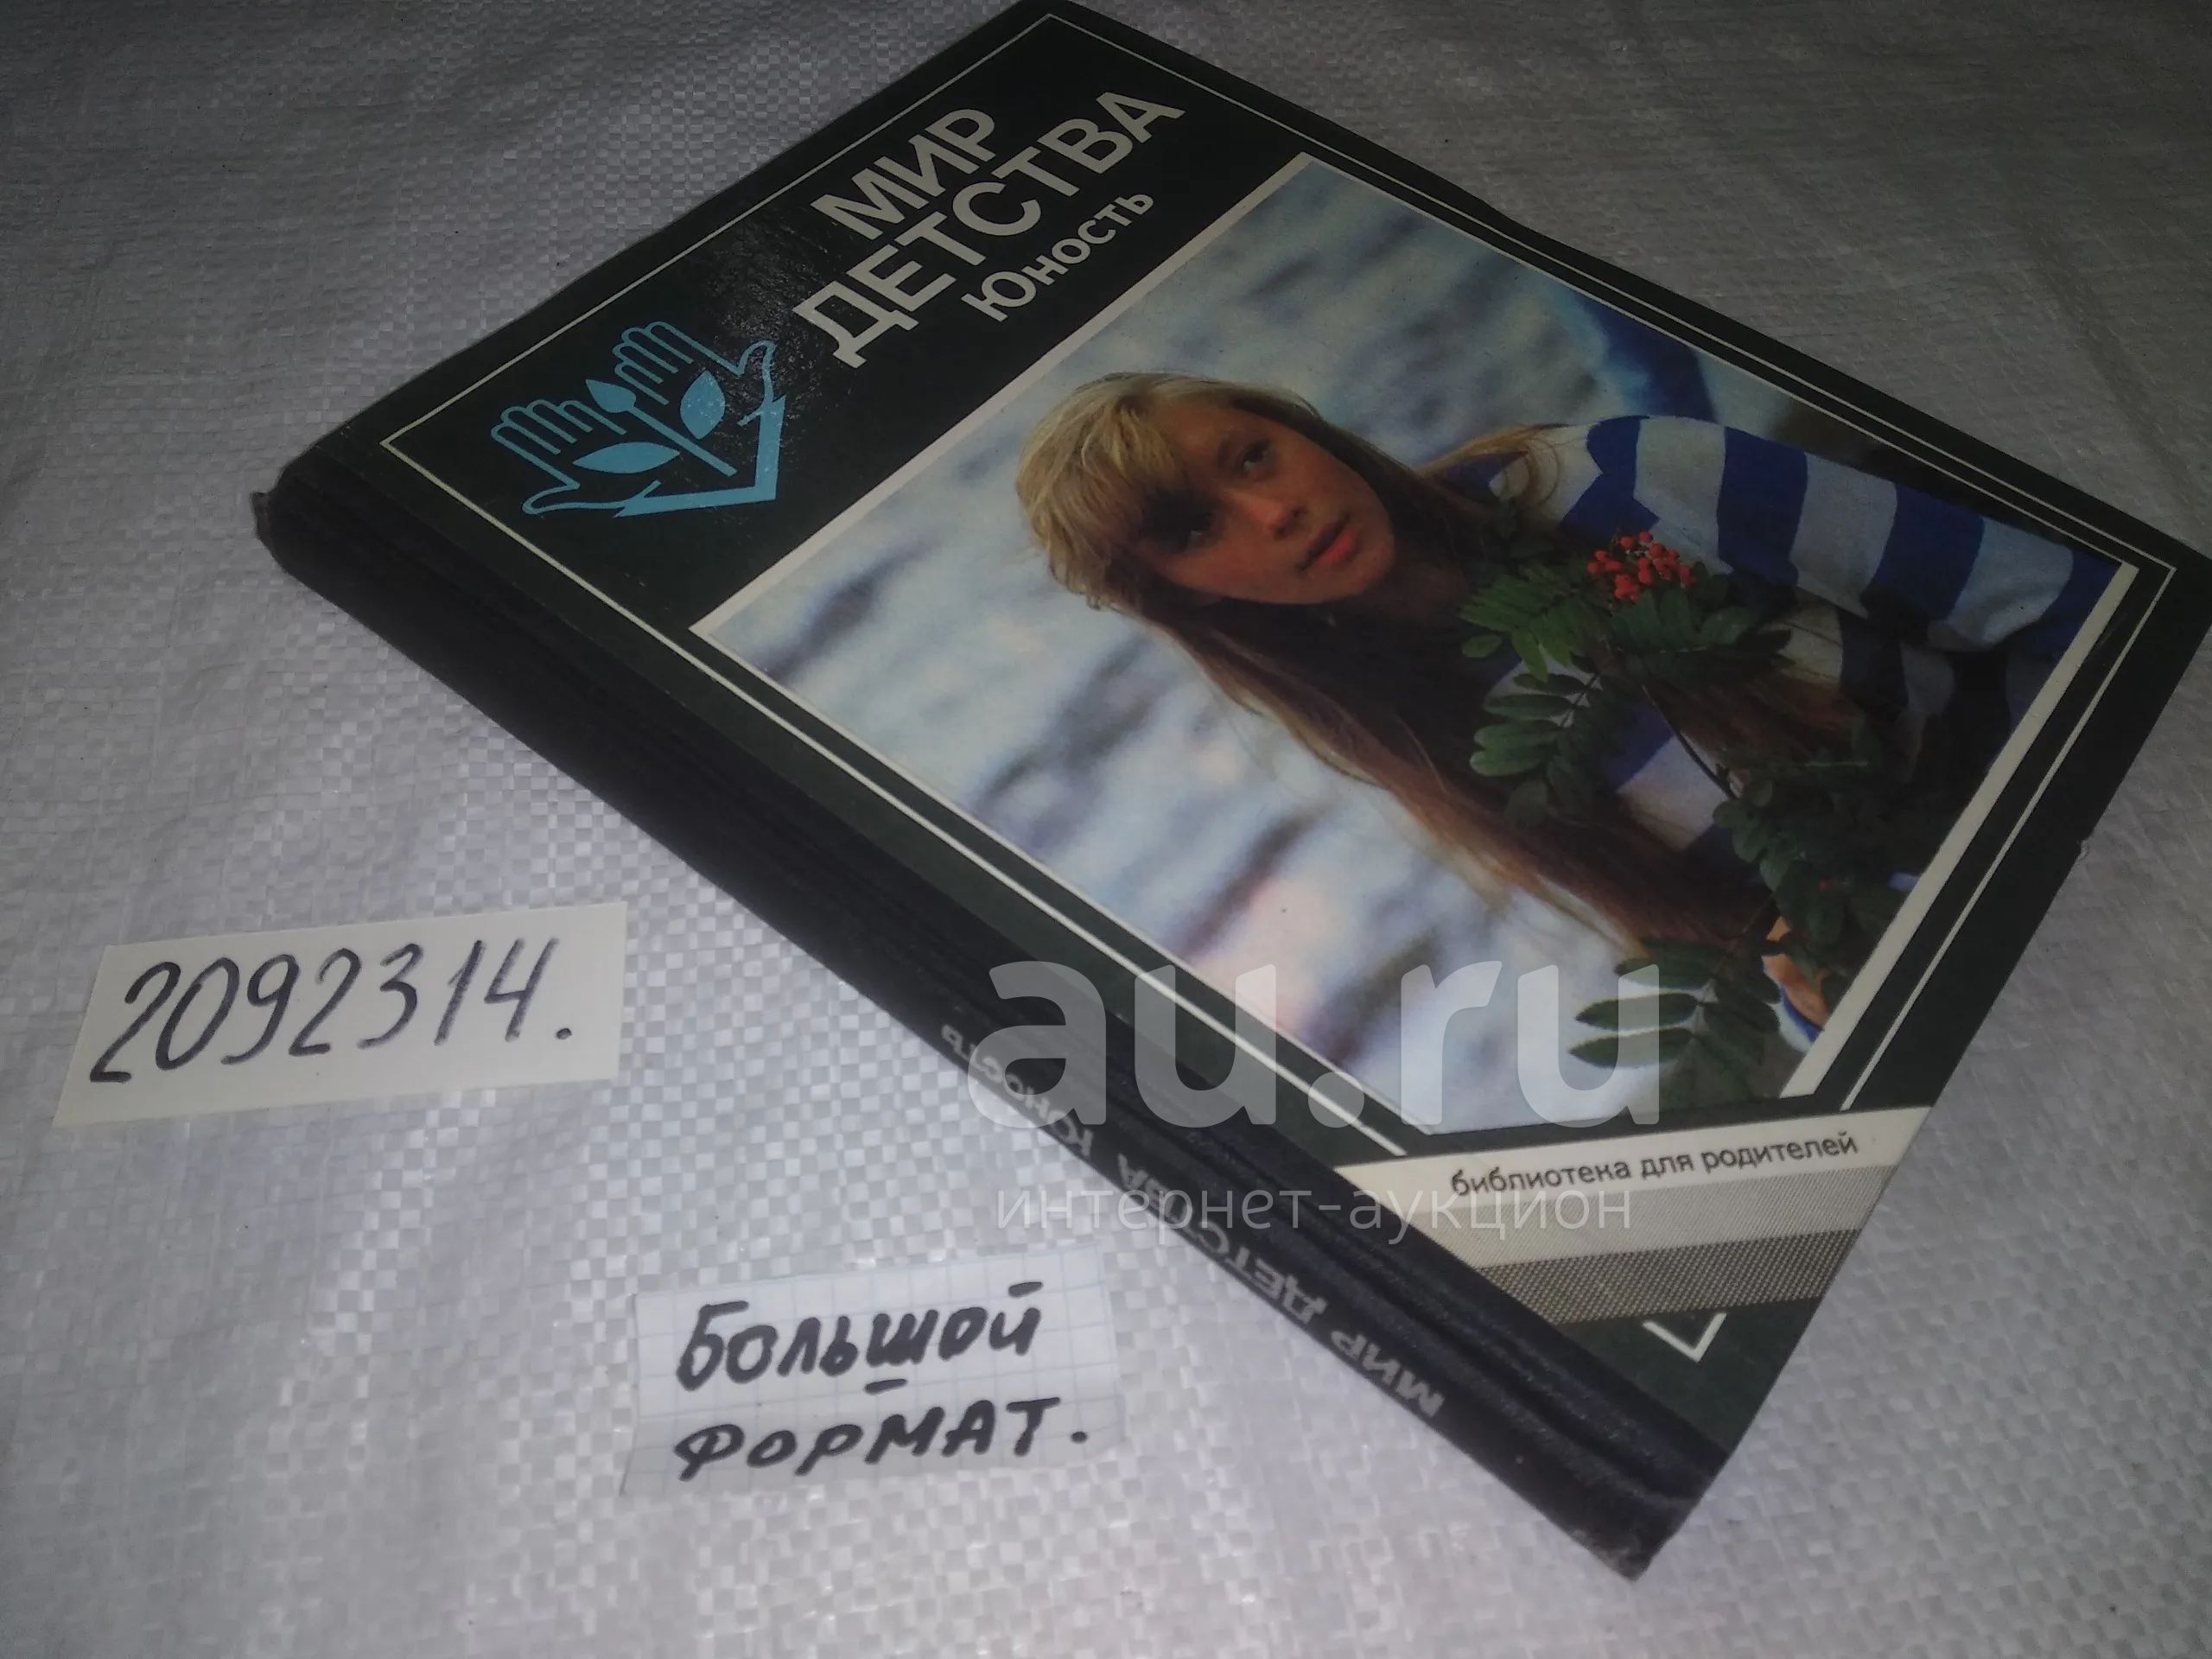 МИР
ДЕТСТВА
Юность
библиотека для родителей
МИР ДЕТСТВА ЮНОСТЬ
2092314.
БОЛЬШОЙ
ФОРМАТ.
au.ru
интернет-аукцион